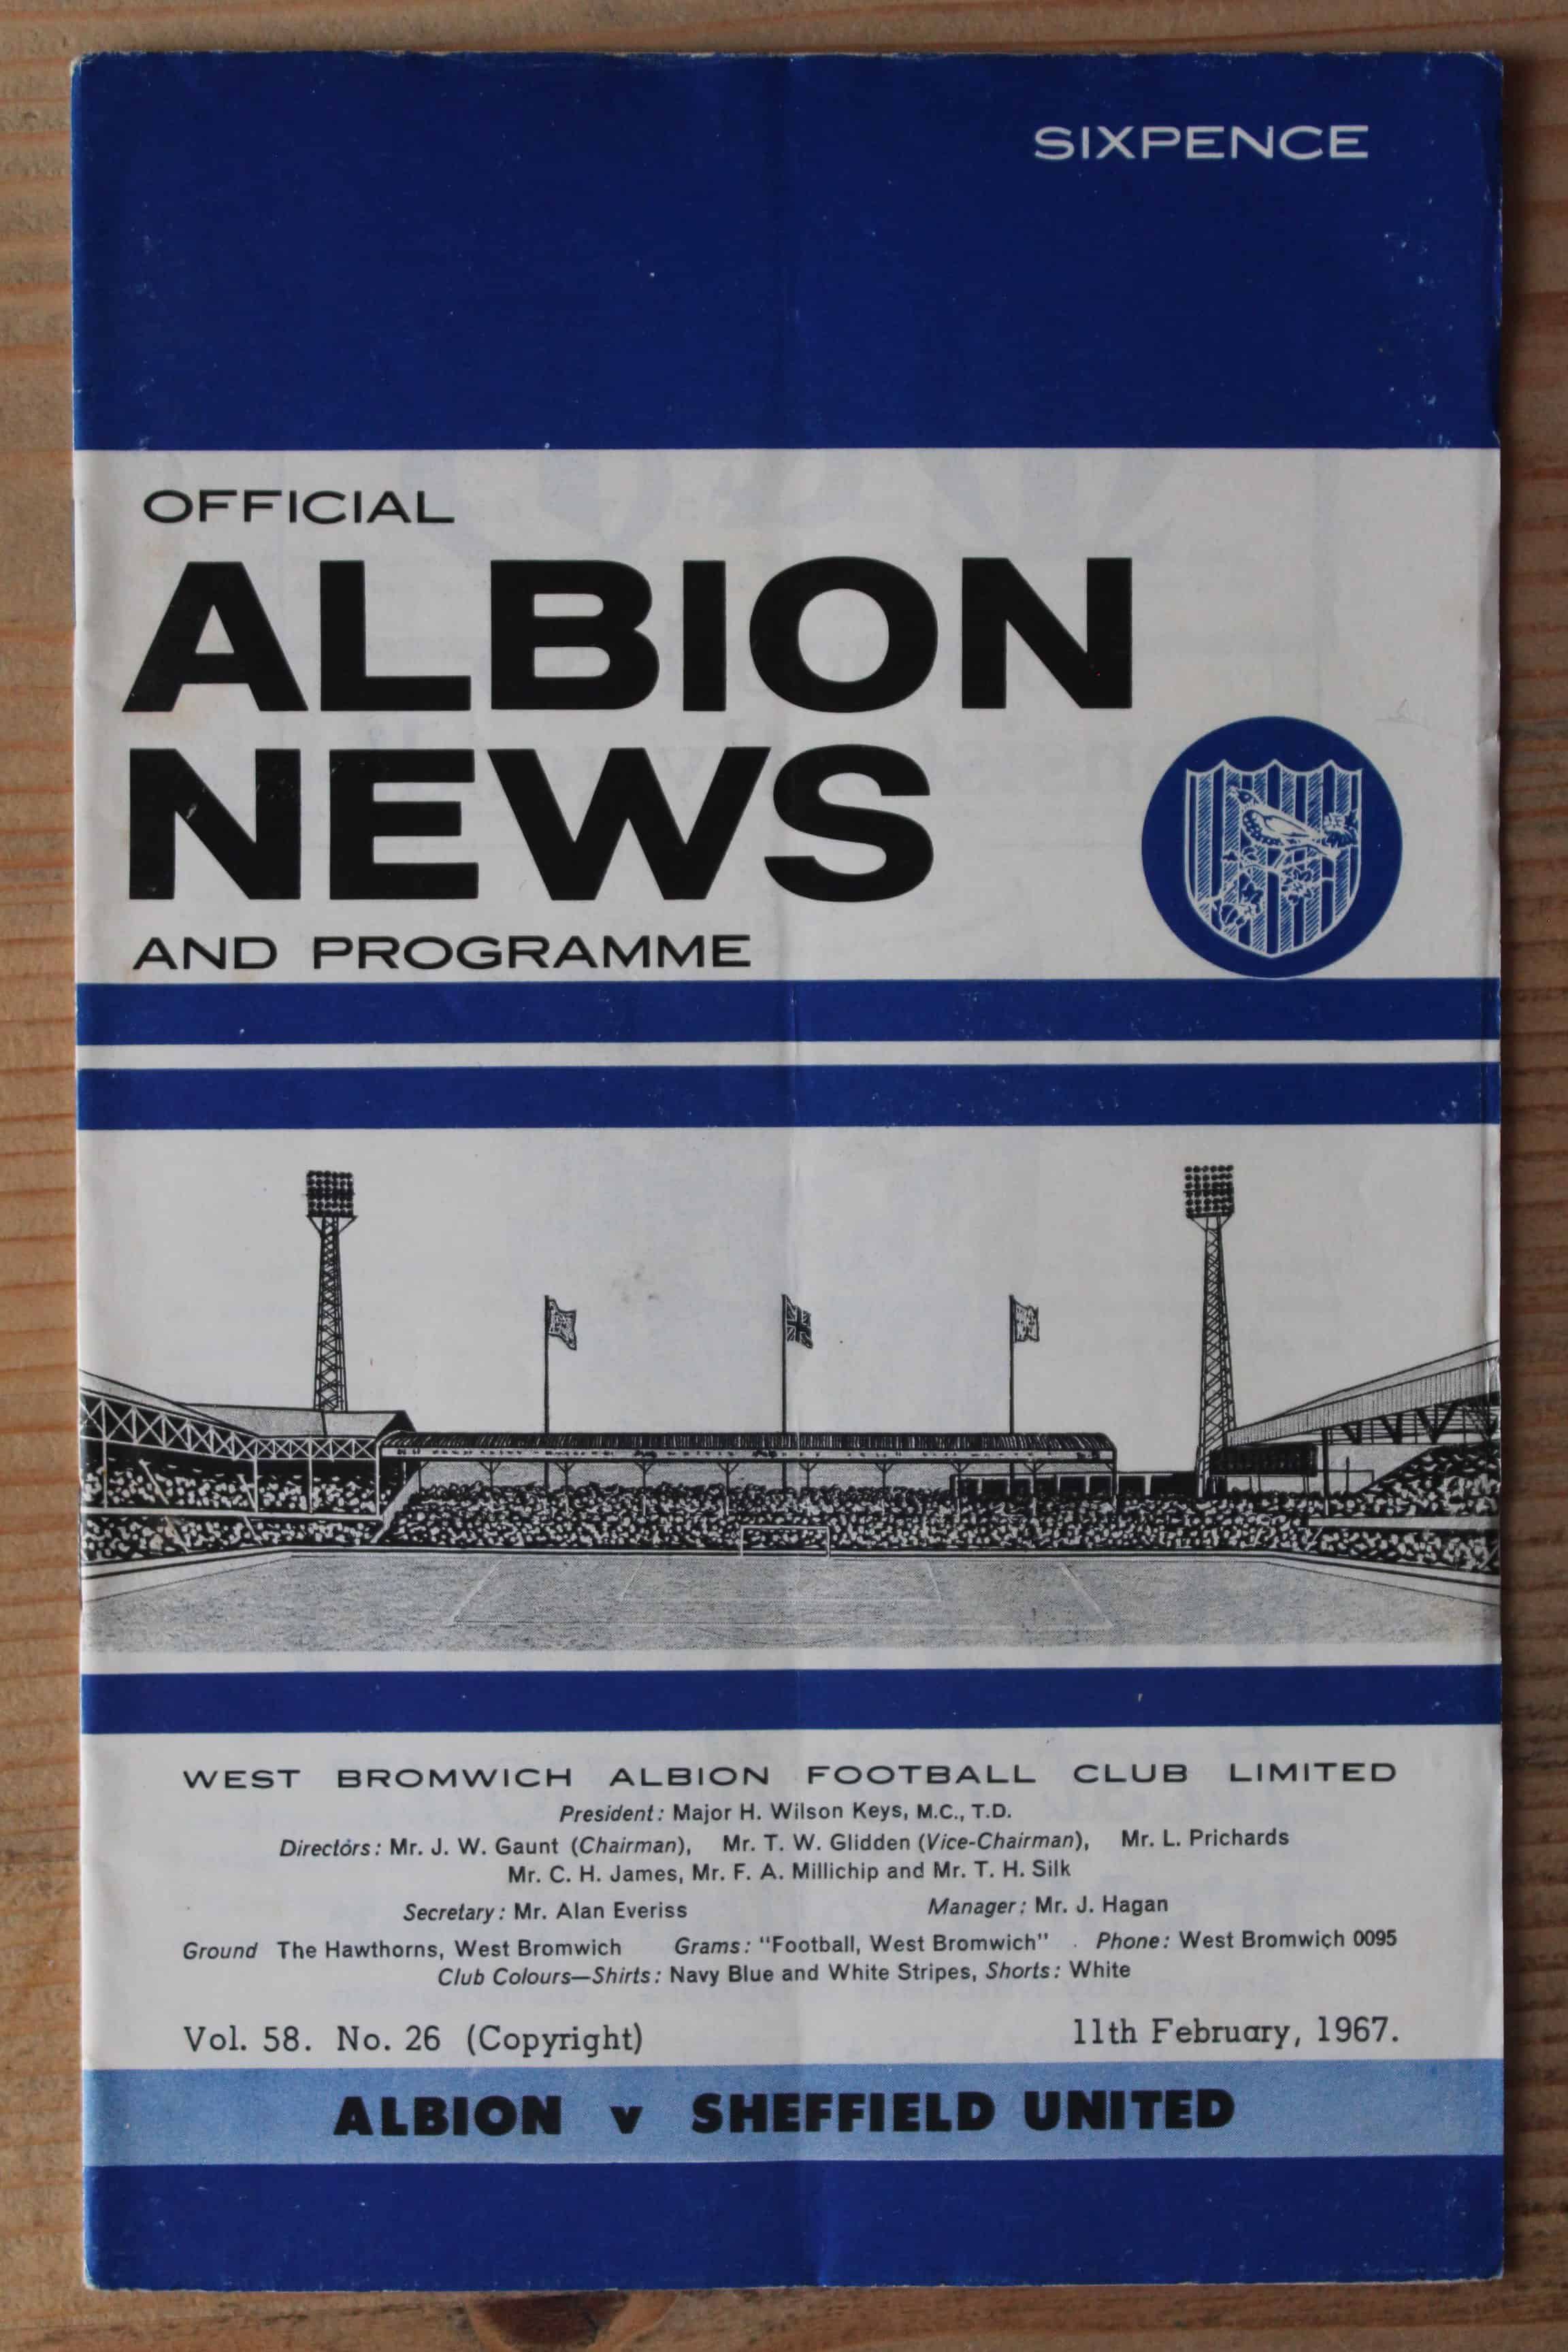 SIXPENCE
OFFICIAL
ALBION
NEWS
AND PROGRAMME
WEST BROMWICH ALBION FOOTBALL CLUB LIMITED
President: Major H. Wilson Keys, M.C., T.D.
Directors: Mr. J. W. Gaunt (Chairman), Mr. T. W. Glidden (Vice-Chairman), Mr. L. Prichards
Mr. C. H. James, Mr. F. A. Millichip and Mr. T. H. Silk
Secretary: Mr. Alan Everiss Manager: Mr. J. Hagan
Ground The Hawthorns, West Bromwich Grams: "Football, West Bromwich" . Phone: West Bromwich 0095
Club Colours—Shirts: Navy Blue and White Stripes, Shorts: White
Vol. 58. No. 26 (Copyright) 11th February, 1967.
ALBION v SHEFFIELD UNITED